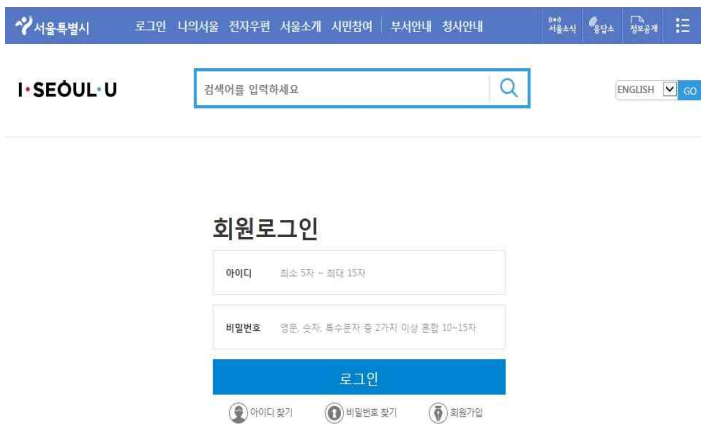 서울특별시 로그인 나의서울 전자우편 서울소개 시민참여 부서안내 청사안내 서울소식 응답소 정보공개
I·SEOUL·U 검색어를 입력하세요 ENGLISH GO
회원로그인
아이디 최소 5자 ~ 최대 15자
비밀번호 영문, 숫자, 특수문자 중 2가지 이상 혼합 10~15자
로그인
아이디 찾기 비밀번호 찾기 회원가입